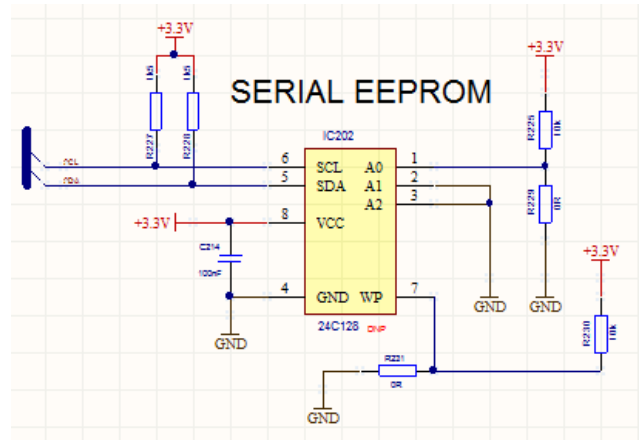 +3.3V
+3.3V
1k5
1k5
SERIAL EEPROM
R227
R228
R225
10k
IC202
SCL
6
SCL
A0
1
SDA
5
SDA
A1
2
A2
3
+3.3V
8
VCC
R229
0R
C214
100nF
+3.3V
4
GND
WP
7
GND
GND
GND
24C128
DNP
R230
10k
R231
0R
GND